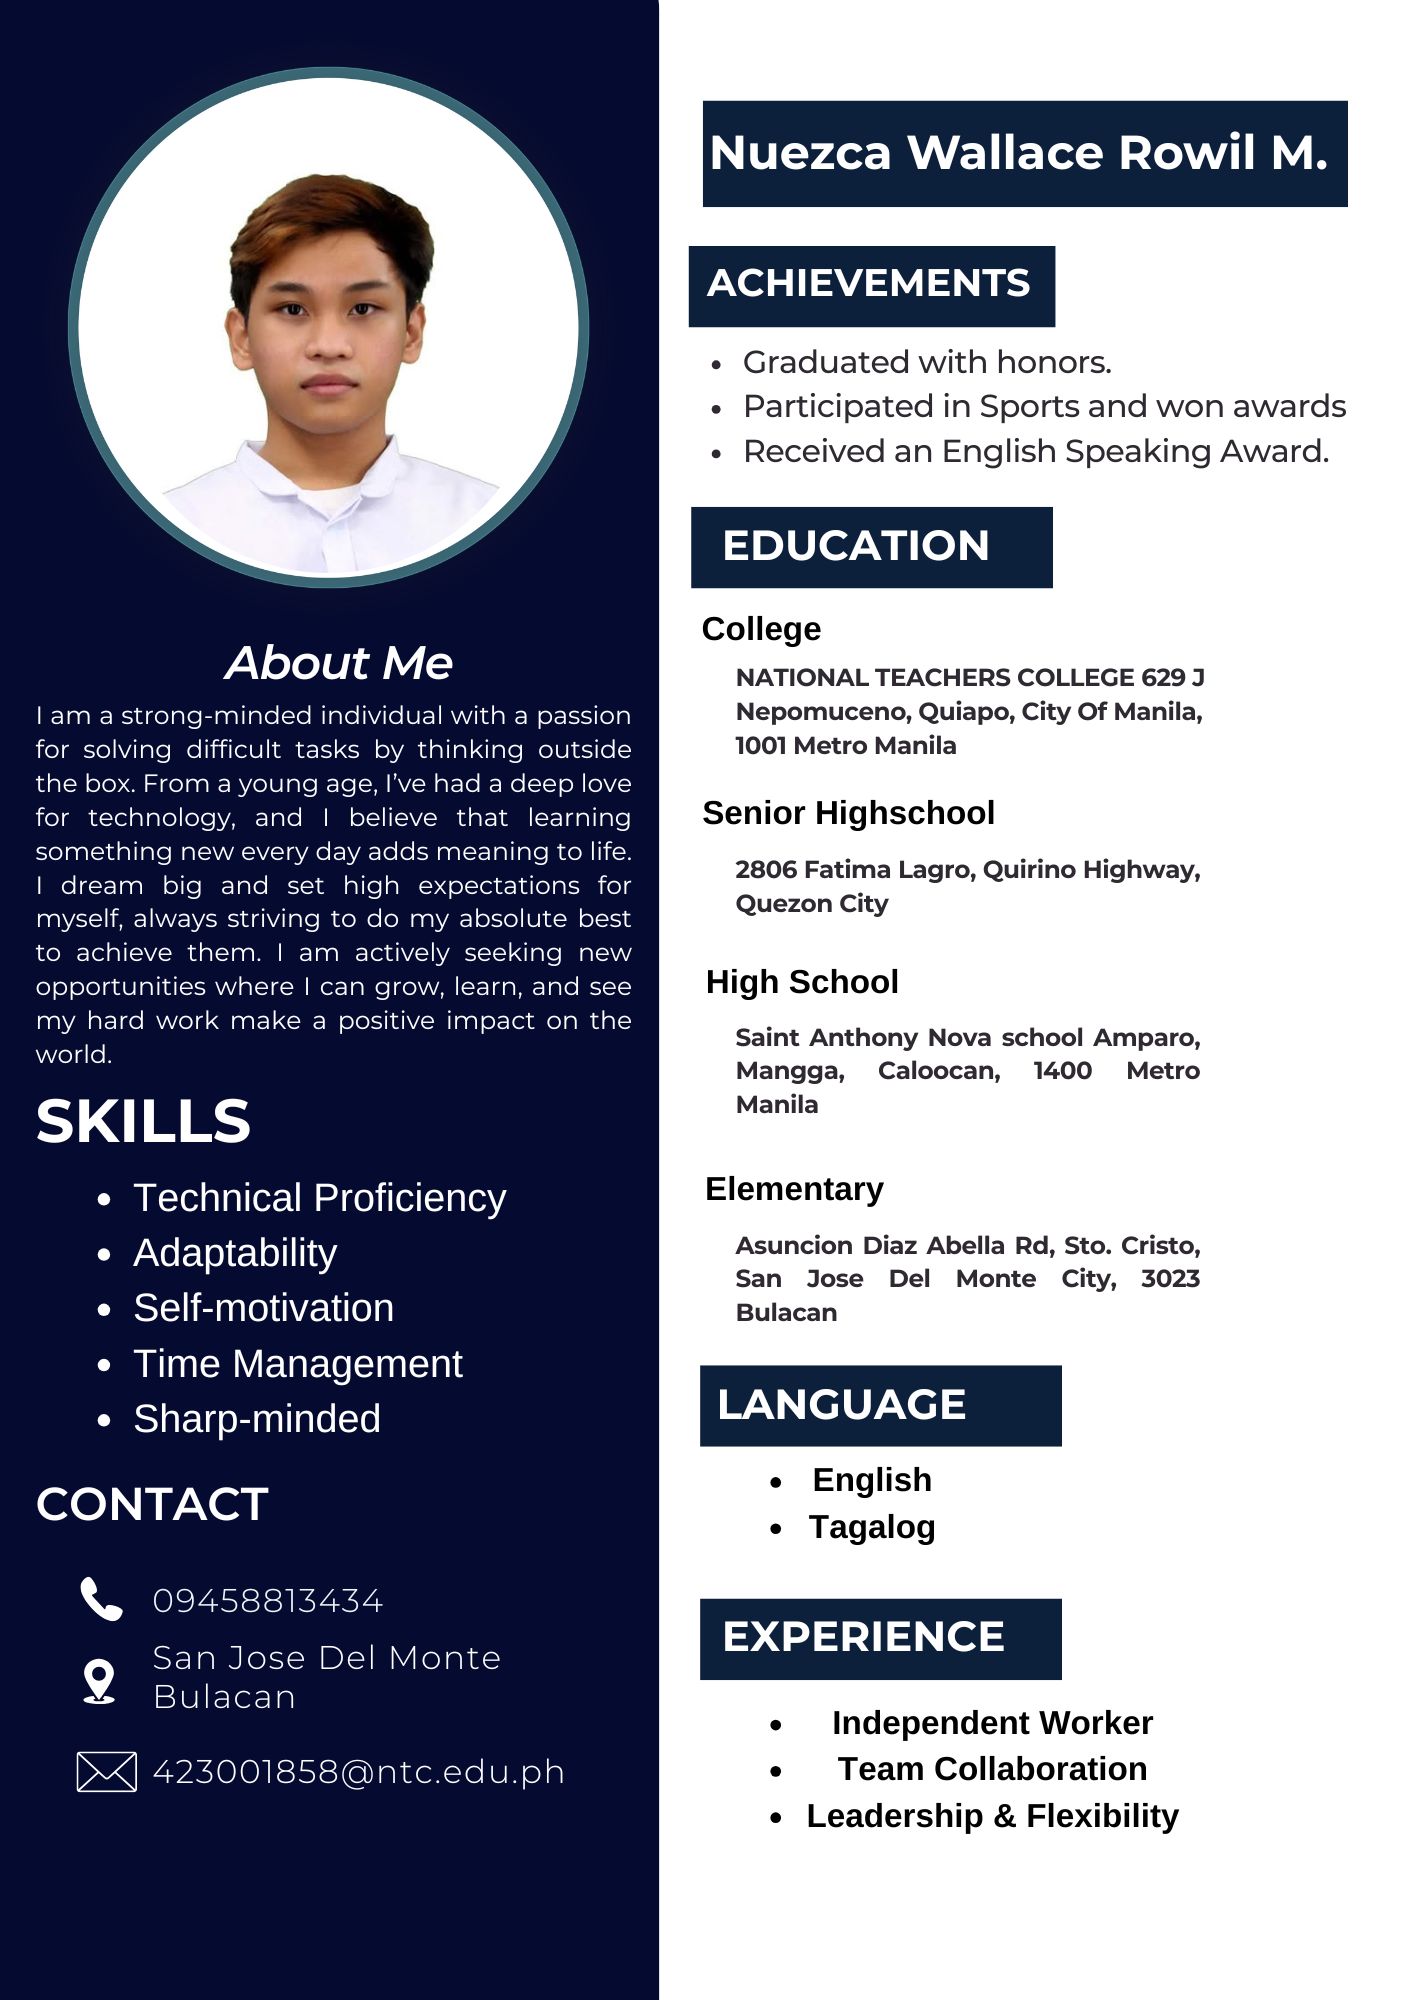 About Me
I am a strong-minded individual with a passion
for solving difficult tasks by thinking outside
the box. From a young age, I’ve had a deep love
for technology, and I believe that learning
something new every day adds meaning to life.
I dream big and set high expectations for
myself, always striving to do my absolute best
to achieve them. I am actively seeking new
opportunities where I can grow, learn, and see
my hard work make a positive impact on the
world.
SKILLS
• Technical Proficiency
• Adaptability
• Self-motivation
• Time Management
• Sharp-minded
CONTACT
09458813434
San Jose Del Monte
Bulacan
423001858@ntc.edu.ph
Nuezca Wallace Rowil M.
ACHIEVEMENTS
• Graduated with honors.
• Participated in Sports and won awards
• Received an English Speaking Award.
EDUCATION
College
NATIONAL TEACHERS COLLEGE 629 J
Nepomuceno, Quiapo, City Of Manila,
1001 Metro Manila
Senior Highschool
2806 Fatima Lagro, Quirino Highway,
Quezon City
High School
Saint Anthony Nova school Amparo,
Mangga, Caloocan, 1400 Metro
Manila
Elementary
Asuncion Diaz Abella Rd, Sto. Cristo,
San Jose Del Monte City, 3023
Bulacan
LANGUAGE
• English
• Tagalog
EXPERIENCE
• Independent Worker
• Team Collaboration
• Leadership & Flexibility